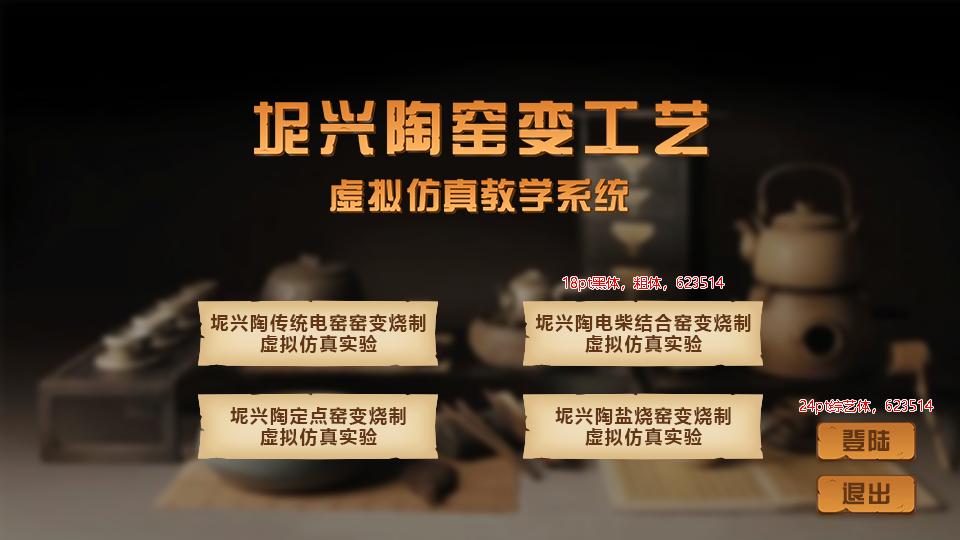 坭兴陶窑变工艺
虚拟仿真教学系统
18pt黑体，粗体，623514
坭兴陶传统电窑窑变烧制
虚拟仿真实验
坭兴陶电柴结合窑变烧制
虚拟仿真实验
坭兴陶定点窑变烧制
虚拟仿真实验
坭兴陶盐烧窑变烧制
虚拟仿真实验
24pt综艺体，623514
登陆
退出